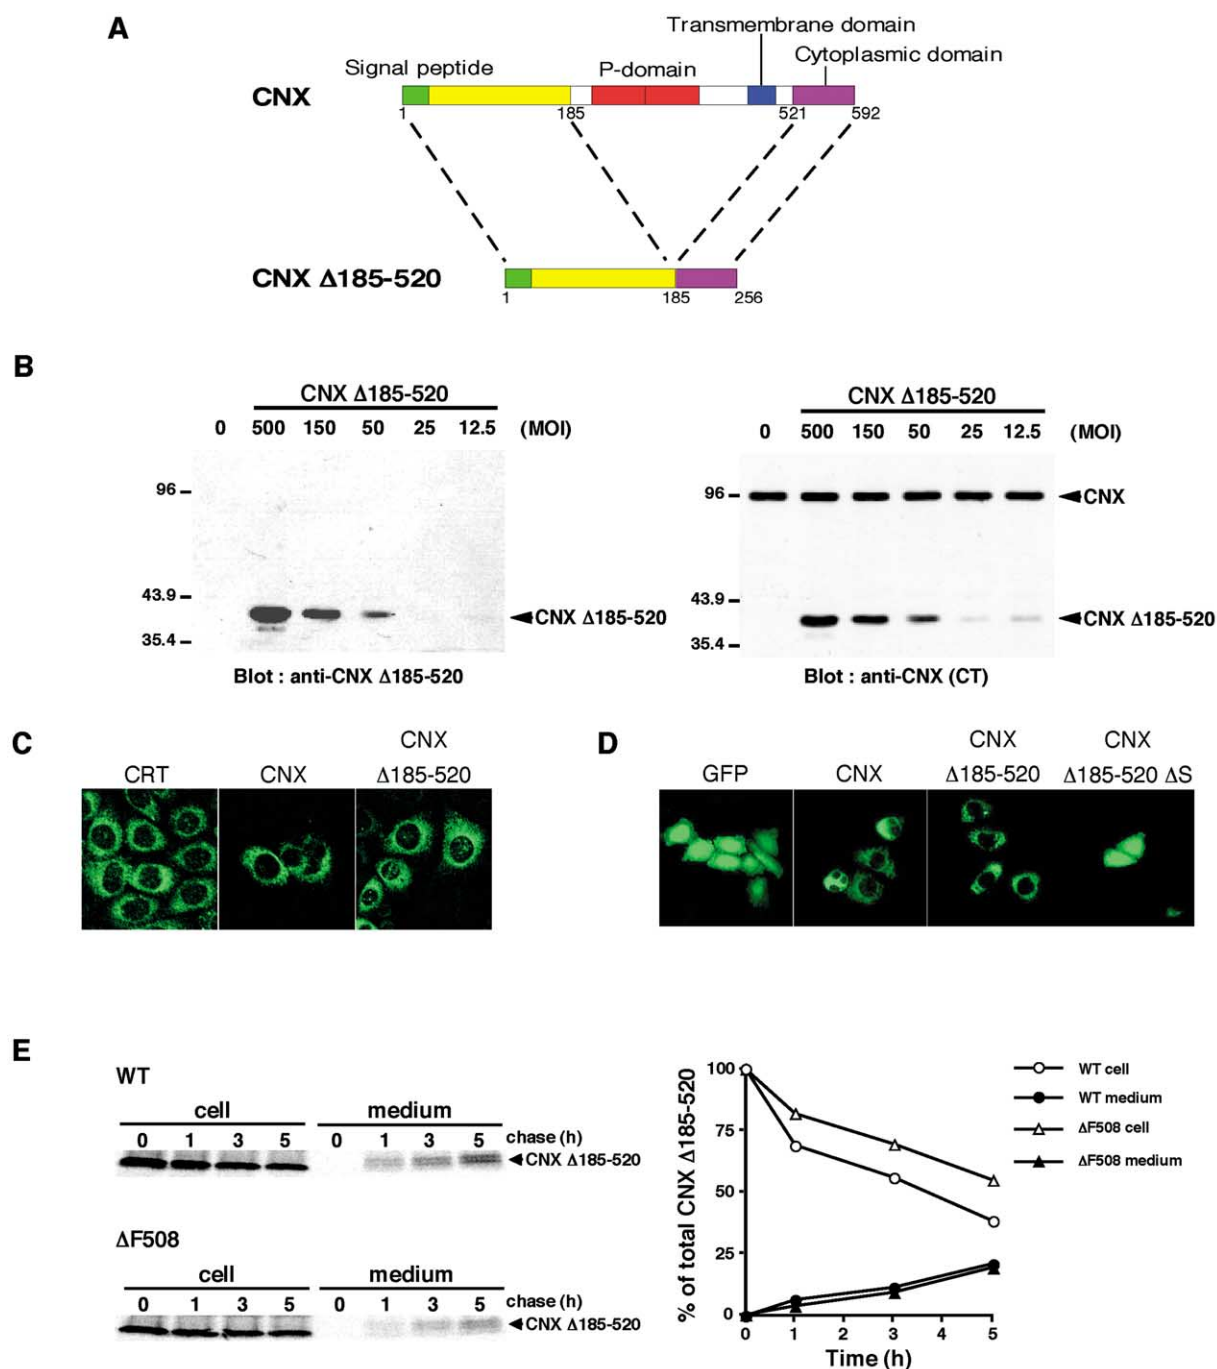 A
Transmembrane domain
Cytoplasmic domain
Signal peptide
P-domain
CNX
1
185
521
592
CNX Δ185-520
1
185
256
B
CNX Δ185-520
0 500 150 50 25 12.5 (MOI)
96
43.9
35.4
CNX Δ185-520
Blot : anti-CNX Δ185-520
CNX Δ185-520
0 500 150 50 25 12.5 (MOI)
96
CNX
43.9
CNX Δ185-520
35.4
Blot : anti-CNX (CT)
C
CRT
CNX
CNX
Δ185-520
D
GFP
CNX
CNX
Δ185-520
CNX
Δ185-520 ΔS
E
WT
cell medium
0 1 3 5 0 1 3 5 chase (h)
CNX Δ185-520
ΔF508
cell medium
0 1 3 5 0 1 3 5 chase (h)
CNX Δ185-520
% of total CNX Δ185-520
100
75
50
25
0
0 1 2 3 4 5
Time (h)
WT cell
WT medium
ΔF508 cell
ΔF508 medium